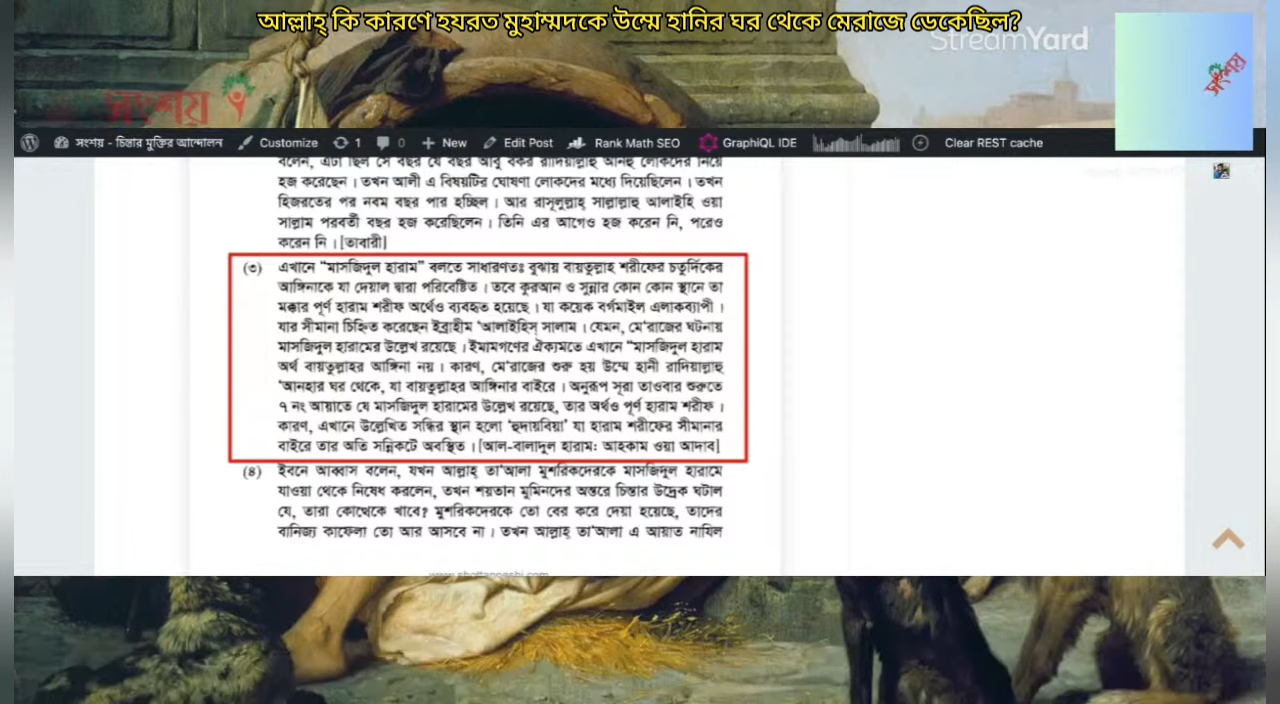 আল্লাহ্ কি কারণে হযরত মুহাম্মদকে উম্মে হানির ঘর থেকে মেরাজে ডেকেছিল?
StreamYard
সংশয়
সংশয়
সংশয় - চিন্তার মুক্তির আন্দোলন Customize 1 0 New Edit Post Rank Math SEO GraphiQL IDE Clear REST cache
বলেন, এটা ছিল সে বছর যে বছর আবু বকর রাদিয়াল্লাহু আনহু লোকদের নিয়ে
হজ করেছেন। তখন আলী এ বিষয়টির ঘোষণা লোকদের মধ্যে দিয়েছিলেন। তখন
হিজরতের পর নবম বছর পার হচ্ছিল। আর রাসূলুল্লাহ্ সাল্লাল্লাহু আলাইহি ওয়া
সাল্লাম পরবর্তী বছর হজ করেছিলেন। তিনি এর আগেও হজ করেন নি, পরেও
করেন নি। [তাবারী]
(৩) এখানে “মাসজিদুল হারাম” বলতে সাধারণতঃ বুঝায় বায়তুল্লাহ শরীফের চতুর্দিকের
আঙ্গিনাকে যা দেয়াল দ্বারা পরিবেষ্টিত। তবে কুরআন ও সুন্নার কোন কোন স্থানে তা
মক্কার পূর্ণ হারাম শরীফ অর্থেও ব্যবহৃত হয়েছে। যা কয়েক বর্গমাইল এলাকব্যাপী।
যার সীমানা চিহ্নিত করেছেন ইব্রাহীম ‘আলাইহিস্ সালাম। যেমন, মে‘রাজের ঘটনায়
মাসজিদুল হারামের উল্লেখ রয়েছে। ইমামগণের ঐক্যমতে এখানে “মাসজিদুল হারাম
অর্থ বায়তুল্লাহর আঙ্গিনা নয়। কারণ, মে‘রাজের শুরু হয় উম্মে হানী রাদিয়াল্লাহু
‘আনহার ঘর থেকে, যা বায়তুল্লাহর আঙ্গিনার বাইরে। অনুরূপ সূরা তাওবার শুরুতে
৭ নং আয়াতে যে মাসজিদুল হারামের উল্লেখ রয়েছে, তার অর্থও পূর্ণ হারাম শরীফ।
কারণ, এখানে উল্লেখিত সন্ধির স্থান হলো ‘হুদায়বিয়া’ যা হারাম শরীফের সীমানার
বাইরে তার অতি সন্নিকটে অবস্থিত। [আল-বালাদুল হারাম: আহকাম ওয়া আদাব]
(৪) ইবনে আব্বাস বলেন, যখন আল্লাহ্ তা‘আলা মুশরিকদেরকে মাসজিদুল হারামে
যাওয়া থেকে নিষেধ করলেন, তখন শয়তান মুমিনদের অন্তরে চিন্তার উদ্রেক ঘটাল
যে, তারা কোত্থেকে খাবে? মুশরিকদেরকে তো বের করে দেয়া হয়েছে, তাদের
বানিজ্য কাফেলা তো আর আসবে না। তখন আল্লাহ্ তা‘আলা এ আয়াত নাযিল